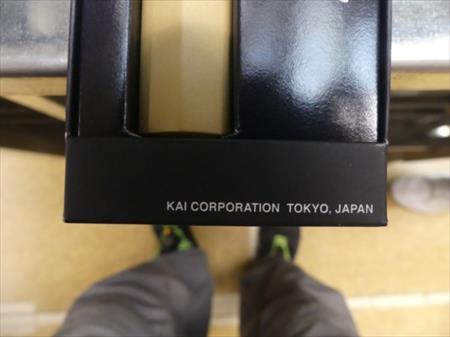 KAI CORPORATION TOKYO, JAPAN